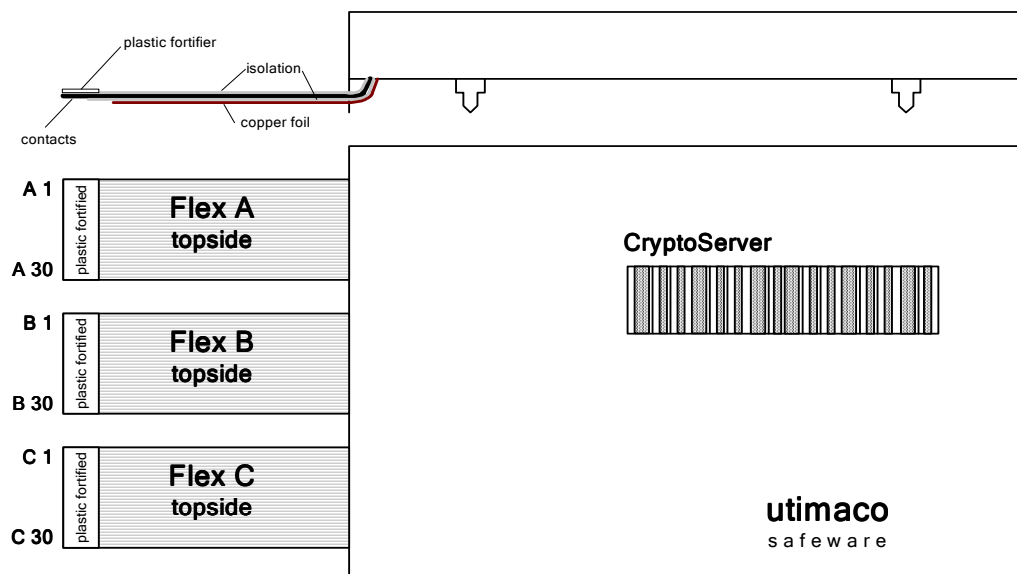 plastic fortifier
isolation
copper foil
contacts
A 1
plastic fortified
Flex A
topside
A 30
CryptoServer
B 1
plastic fortified
Flex B
topside
B 30
C 1
plastic fortified
Flex C
topside
C 30
utimaco
safeware